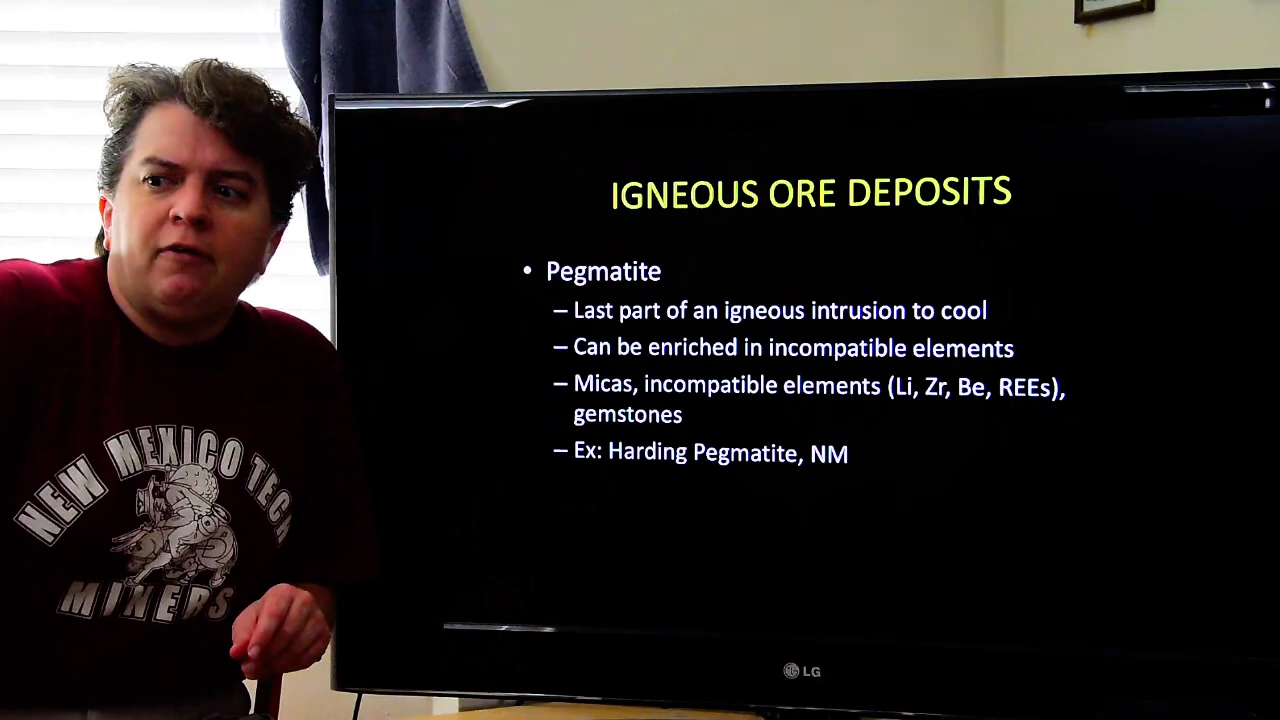 IGNEOUS ORE DEPOSITS
• Pegmatite
– Last part of an igneous intrusion to cool
– Can be enriched in incompatible elements
– Micas, incompatible elements (Li, Zr, Be, REEs),
gemstones
– Ex: Harding Pegmatite, NM
NEW MEXICO TECH
MINERS
LG